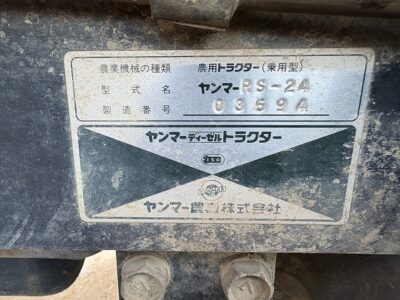 農業機械の種類 農用トラクター(乗用型)
型式名 ヤンマーRS-24
製造番号 03594
ヤンマーディーゼルトラクター
ヤンマー農機株式会社